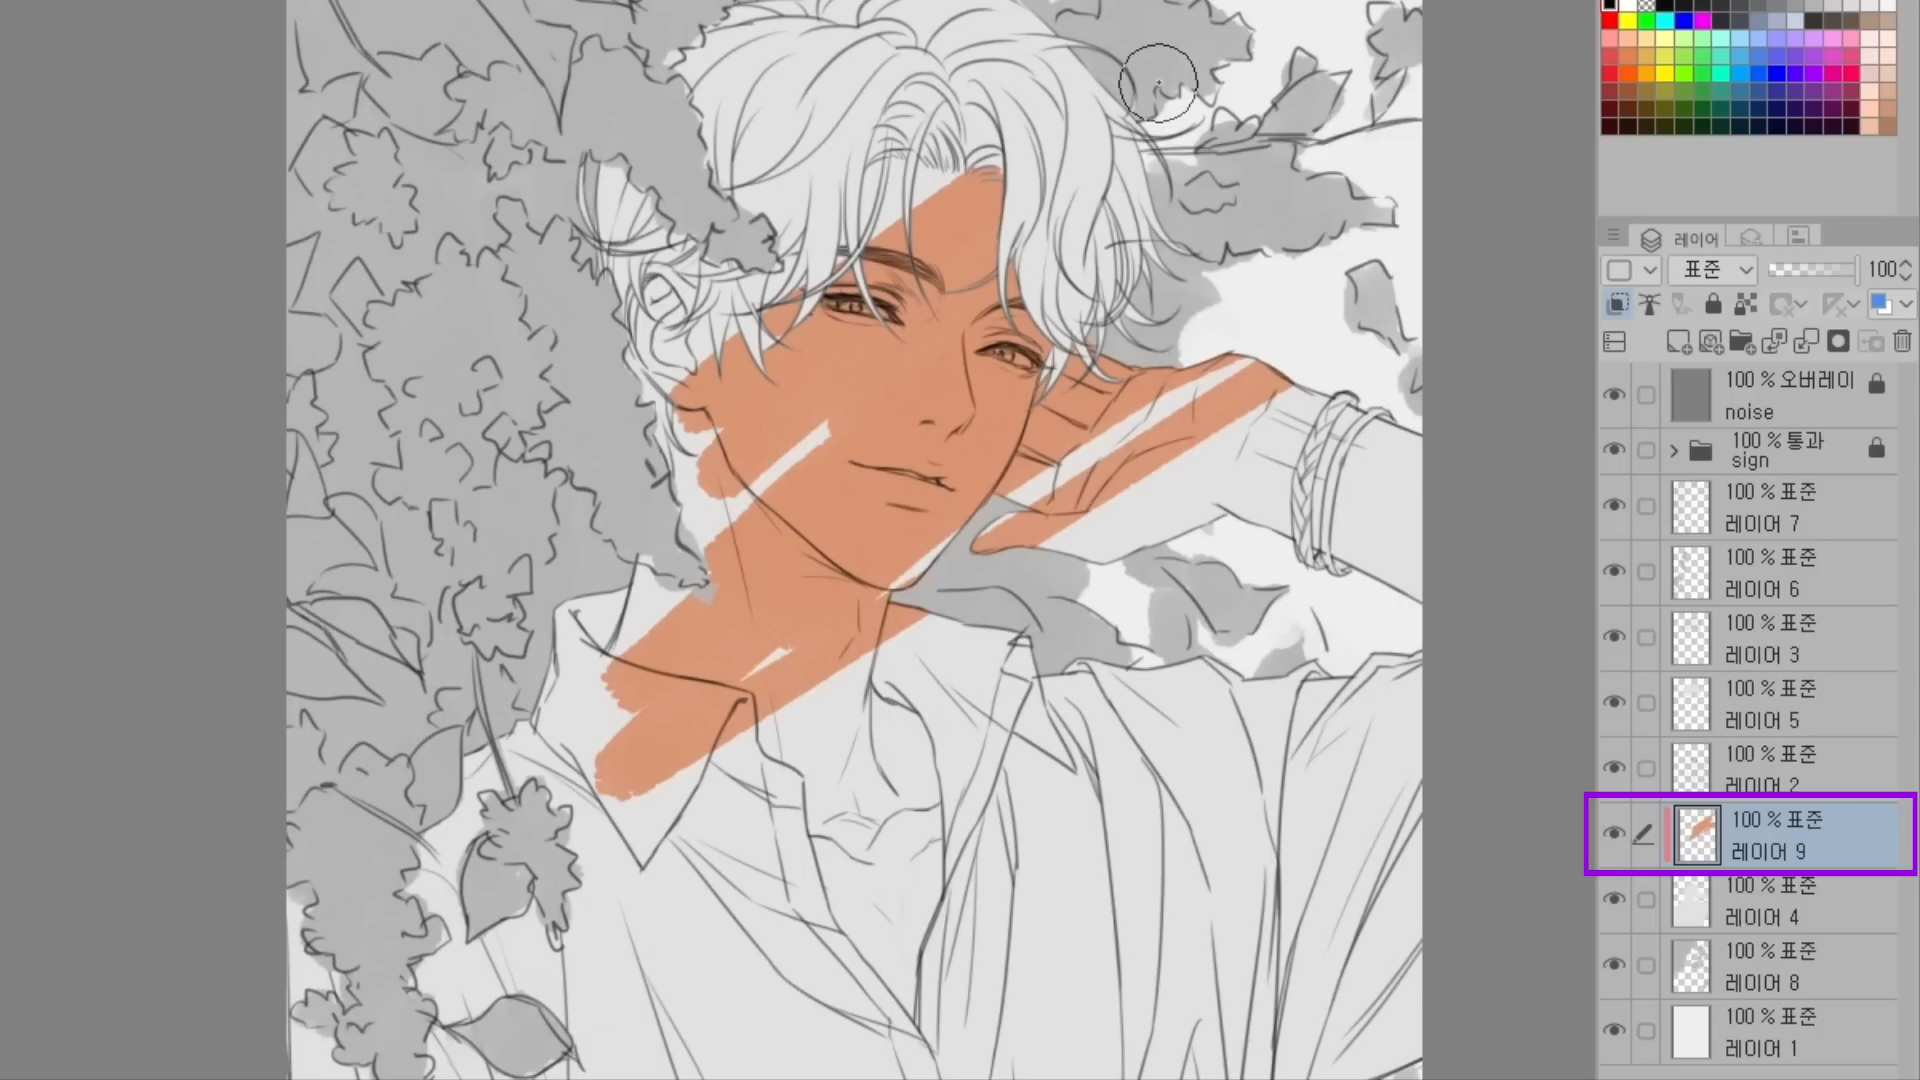 레이어
표준
100
100 % 오버레이
noise
100 % 통과
sign
100 % 표준
레이어 7
100 % 표준
레이어 6
100 % 표준
레이어 3
100 % 표준
레이어 5
100 % 표준
레이어 2
100 % 표준
레이어 9
100 % 표준
레이어 4
100 % 표준
레이어 8
100 % 표준
레이어 1